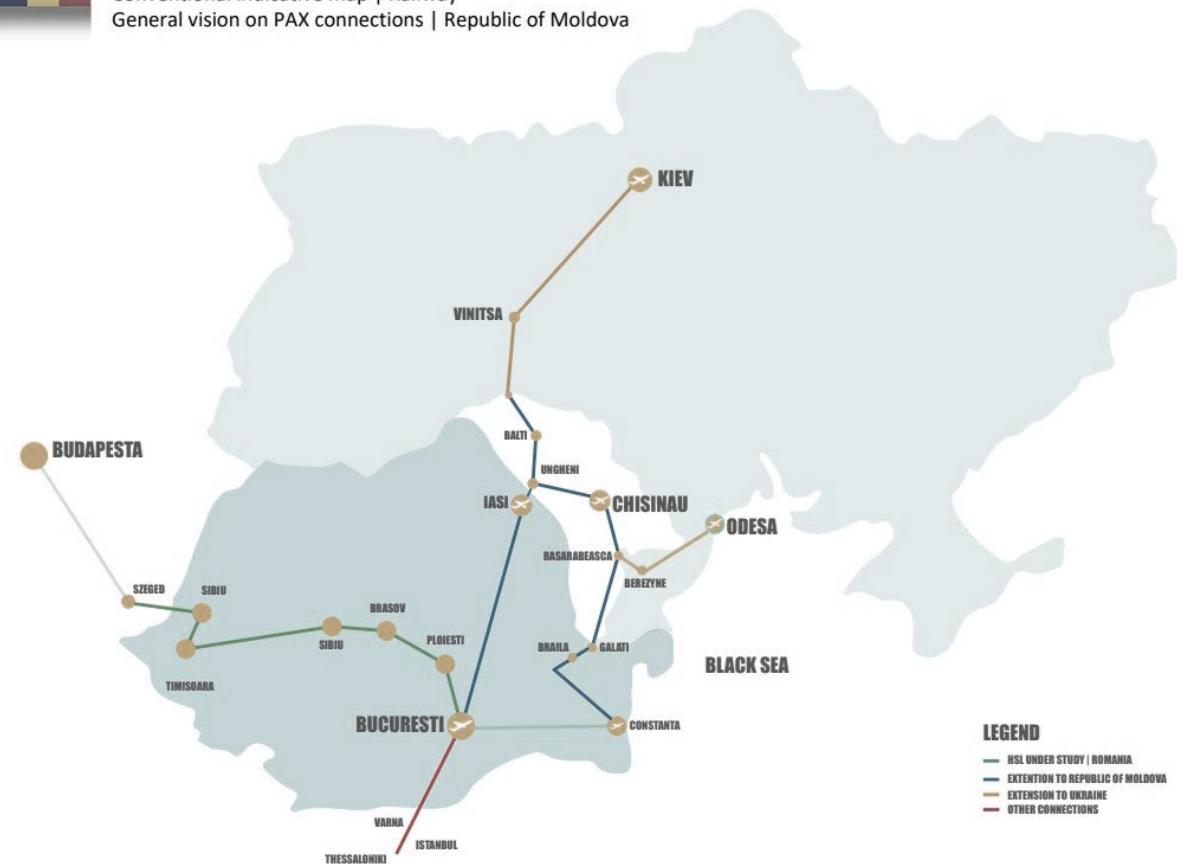 General vision on PAX connections | Republic of Moldova
KIEV
VINITSA
BALTI
BUDAPESTA
UNGHENI
IASI
CHISINAU
ODESA
BASARABEASCA
BEREZYNE
SZEGED
SIBIU
BRASOV
SIBIU
PLOIESTI
BRAILA
GALATI
BLACK SEA
TIMISOARA
BUCURESTI
CONSTANTA
LEGEND
HSL UNDER STUDY | ROMANIA
EXTENTION TO REPUBLIC OF MOLDOVA
EXTENSION TO UKRAINE
OTHER CONNECTIONS
VARNA
ISTANBUL
THESSALONIKI